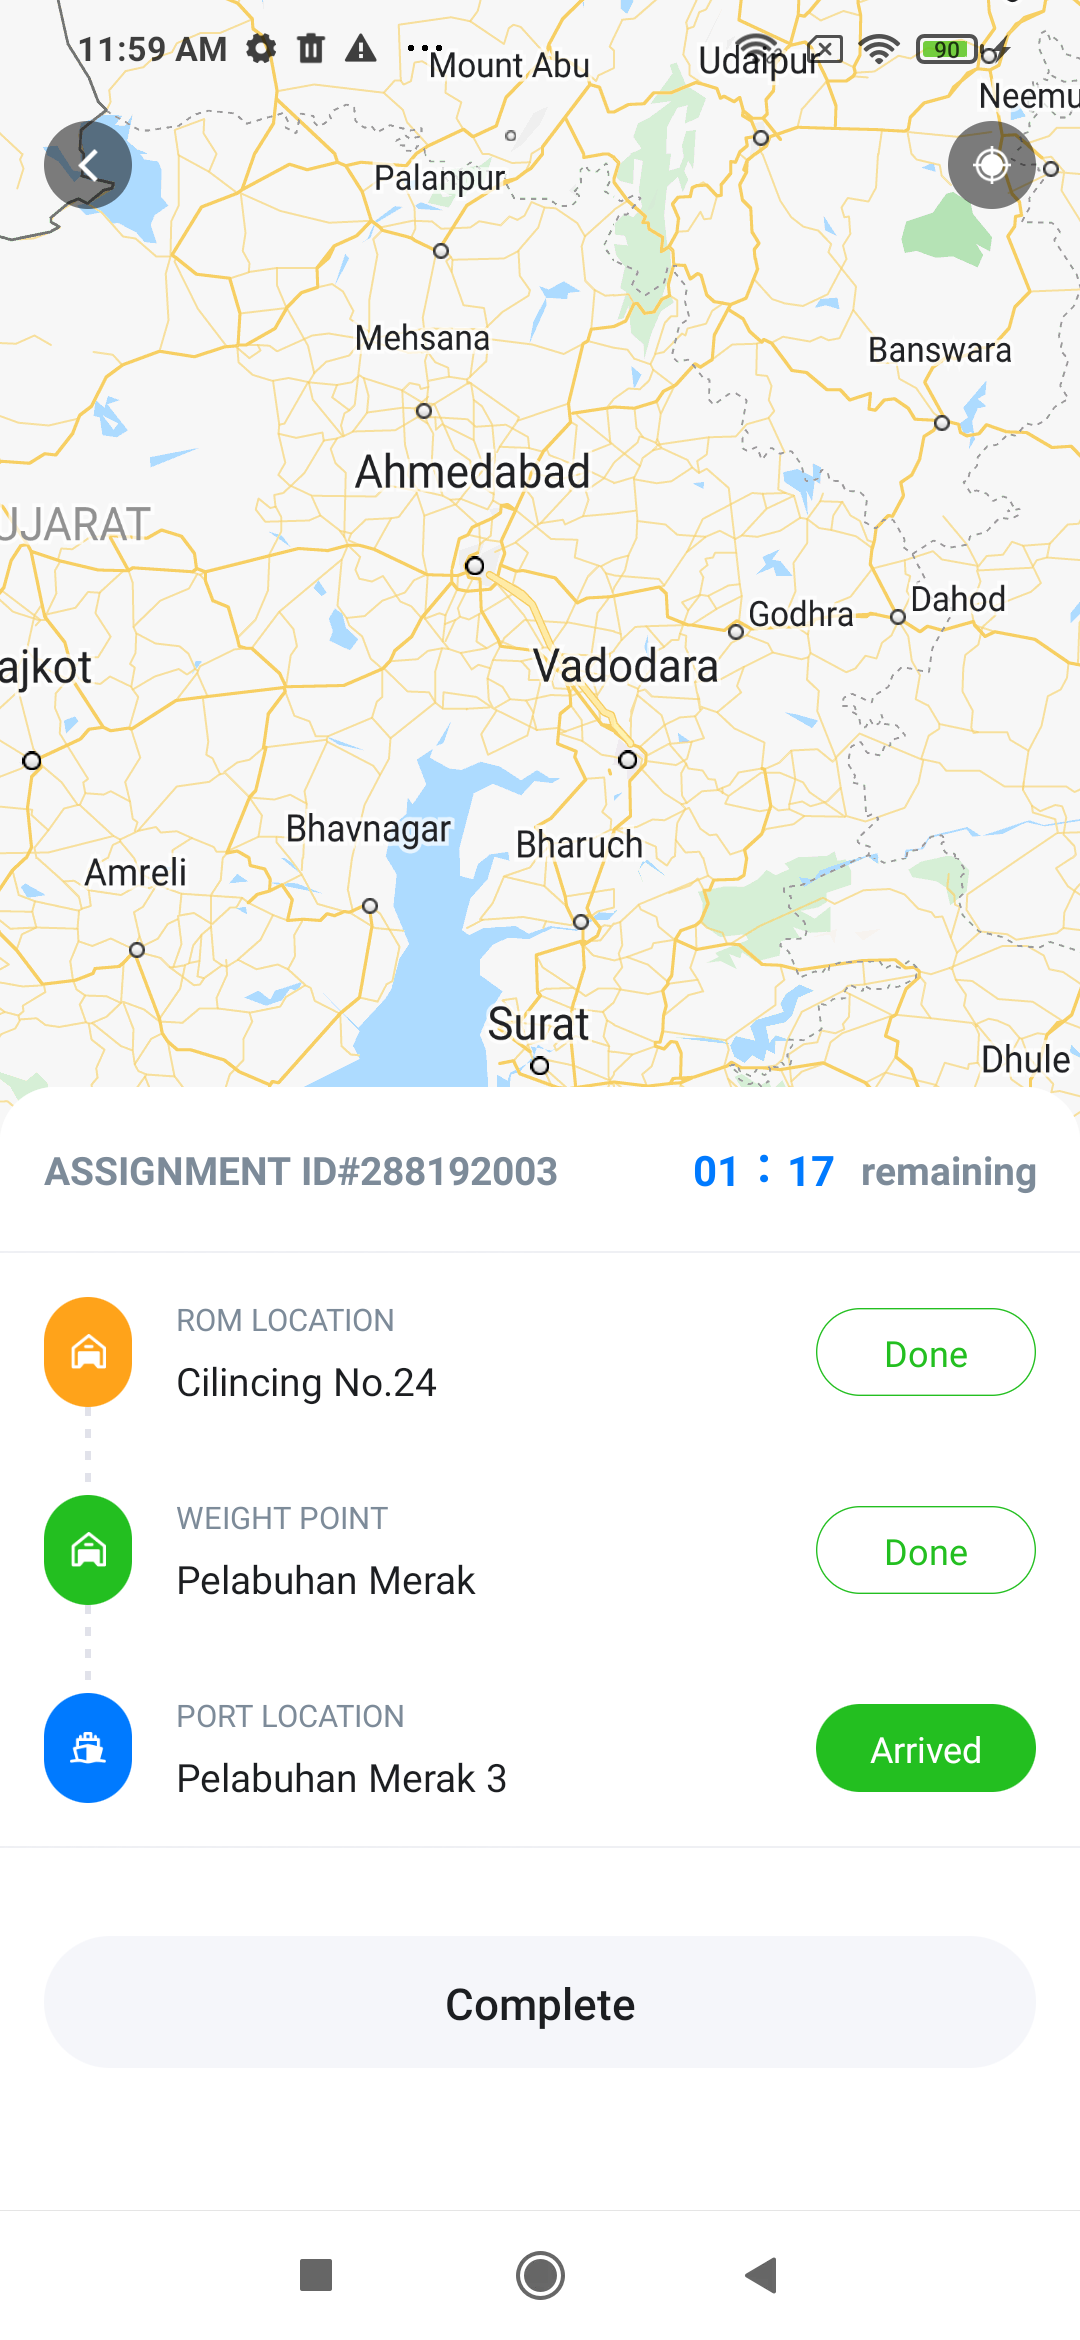 11:59 AM ...
90
Mount Abu
Udaipur
Neemu
Palanpur
Mehsana
Banswara
Ahmedabad
UJARAT
Dahod
Godhra
ajkot
Vadodara
Bhavnagar
Bharuch
Amreli
Surat
Dhule
ASSIGNMENT ID#288192003
01 : 17 remaining
ROM LOCATION
Cilincing No.24
Done
WEIGHT POINT
Pelabuhan Merak
Done
PORT LOCATION
Pelabuhan Merak 3
Arrived
Complete